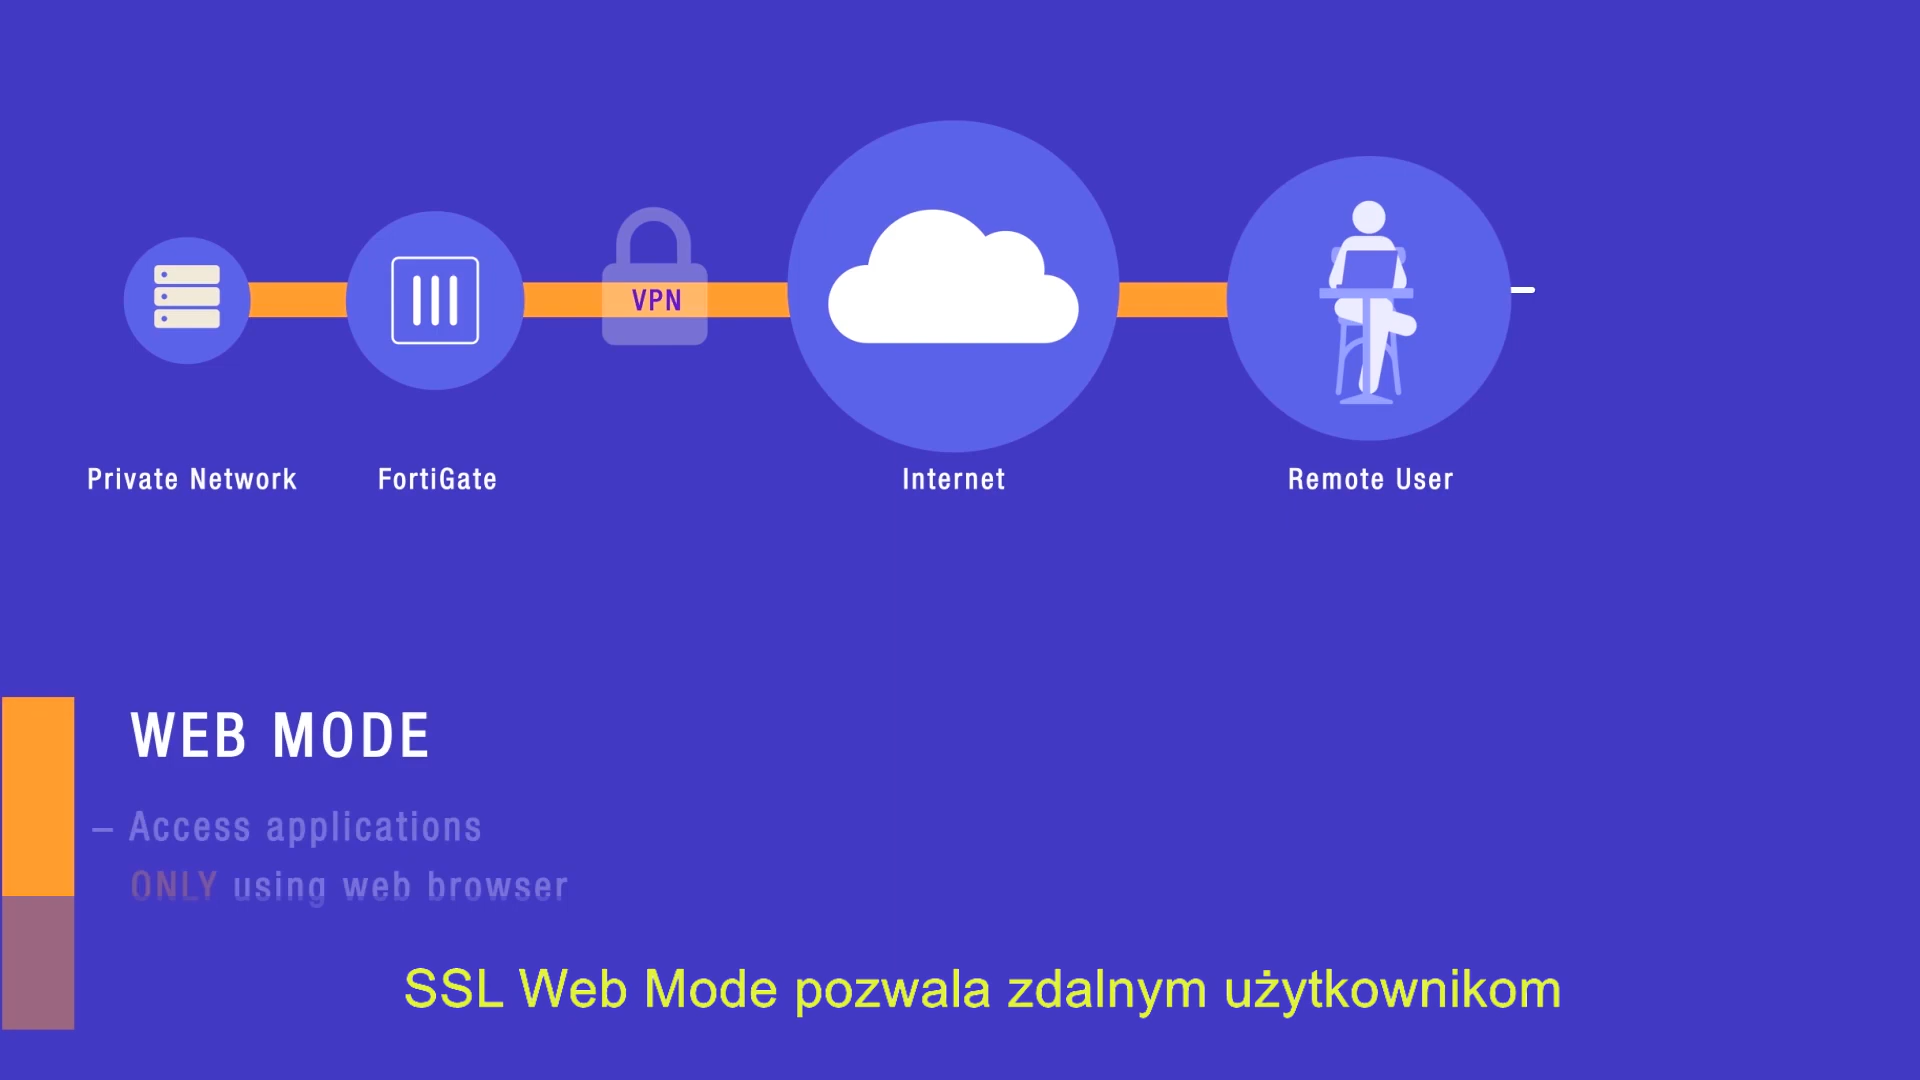 VPN
Private Network
FortiGate
Internet
Remote User
WEB MODE
– Access applications
ONLY using web browser
SSL Web Mode pozwala zdalnym użytkownikom